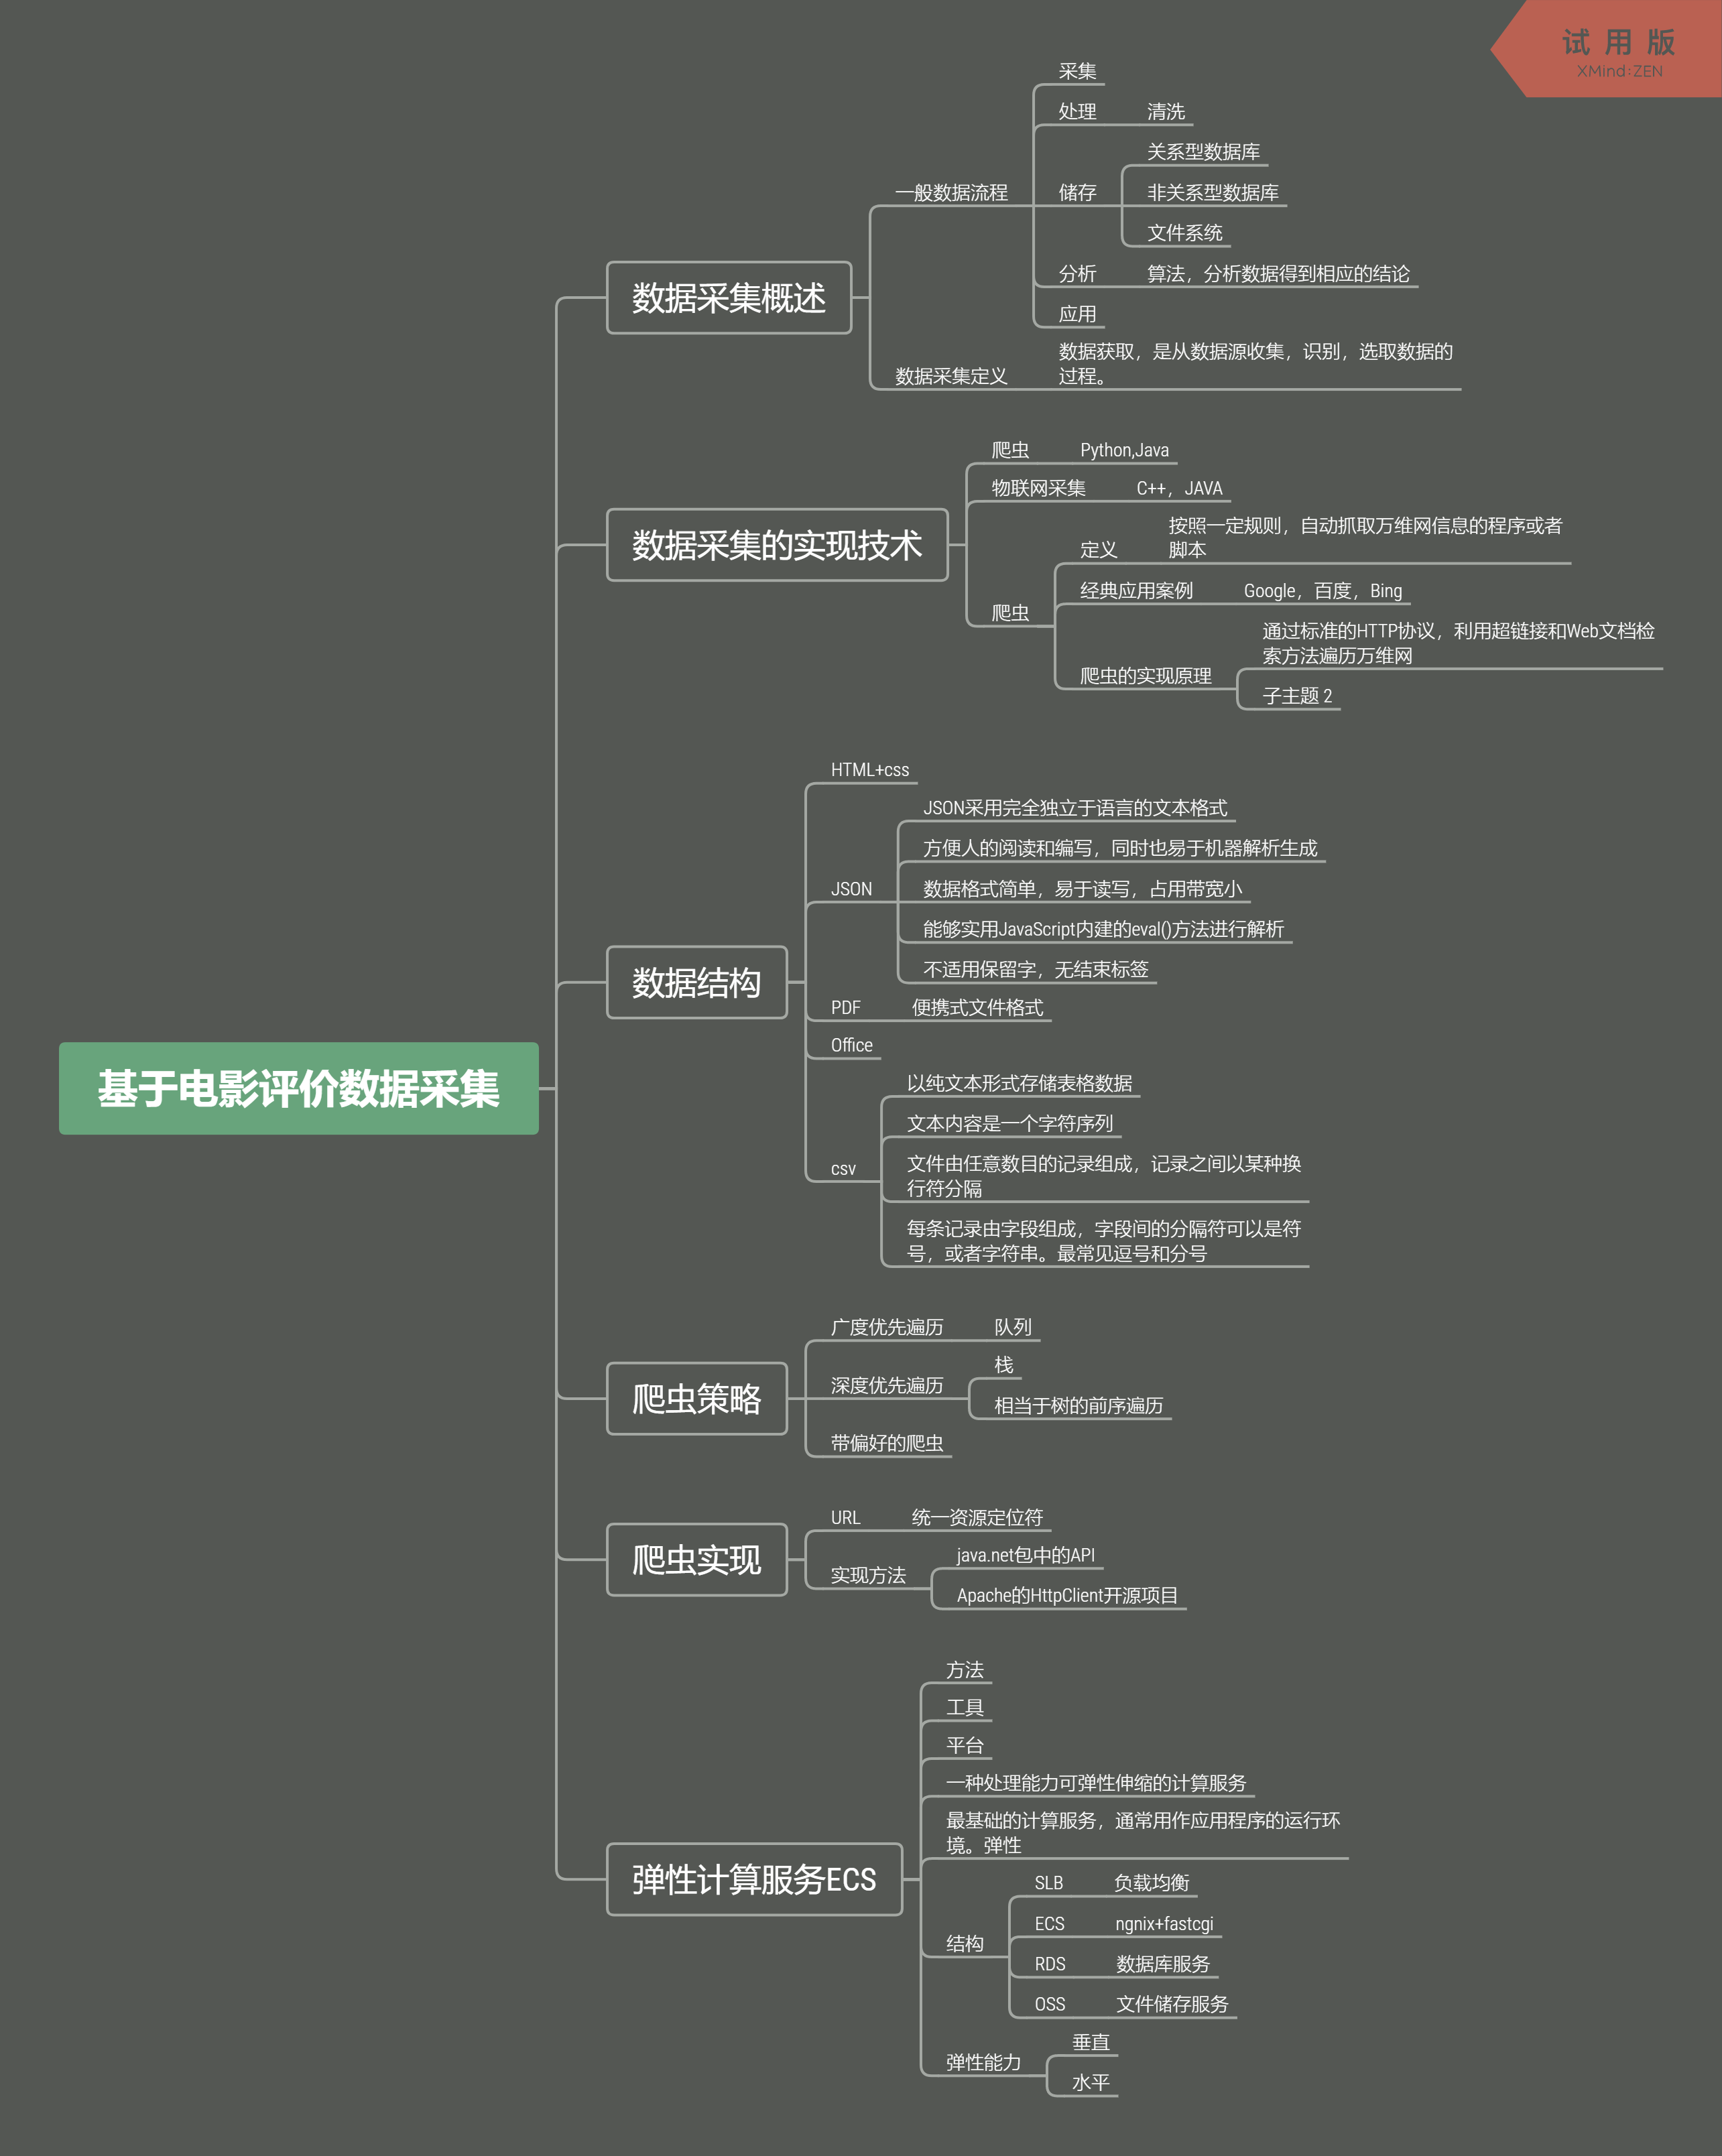 试用版
XMind:ZEN
基于电影评价数据采集
数据采集概述
一般数据流程
采集
处理
清洗
储存
关系型数据库
非关系型数据库
文件系统
分析
算法，分析数据得到相应的结论
应用
数据采集定义
数据获取，是从数据源收集，识别，选取数据的
过程。
数据采集的实现技术
爬虫
Python,Java
物联网采集
C++，JAVA
爬虫
定义
按照一定规则，自动抓取万维网信息的程序或者
脚本
经典应用案例
Google，百度，Bing
爬虫的实现原理
通过标准的HTTP协议，利用超链接和Web文档检
索方法遍历万维网
子主题 2
数据结构
HTML+css
JSON
JSON采用完全独立于语言的文本格式
方便人的阅读和编写，同时也易于机器解析生成
数据格式简单，易于读写，占用带宽小
能够实用JavaScript内建的eval()方法进行解析
不适用保留字，无结束标签
PDF
便携式文件格式
Office
csv
以纯文本形式存储表格数据
文本内容是一个字符序列
文件由任意数目的记录组成，记录之间以某种换
行符分隔
每条记录由字段组成，字段间的分隔符可以是符
号，或者字符串。最常见逗号和分号
爬虫策略
广度优先遍历
队列
深度优先遍历
栈
相当于树的前序遍历
带偏好的爬虫
爬虫实现
URL
统一资源定位符
实现方法
java.net包中的API
Apache的HttpClient开源项目
弹性计算服务ECS
方法
工具
平台
一种处理能力可弹性伸缩的计算服务
最基础的计算服务，通常用作应用程序的运行环
境。弹性
结构
SLB
负载均衡
ECS
ngnix+fastcgi
RDS
数据库服务
OSS
文件储存服务
弹性能力
垂直
水平